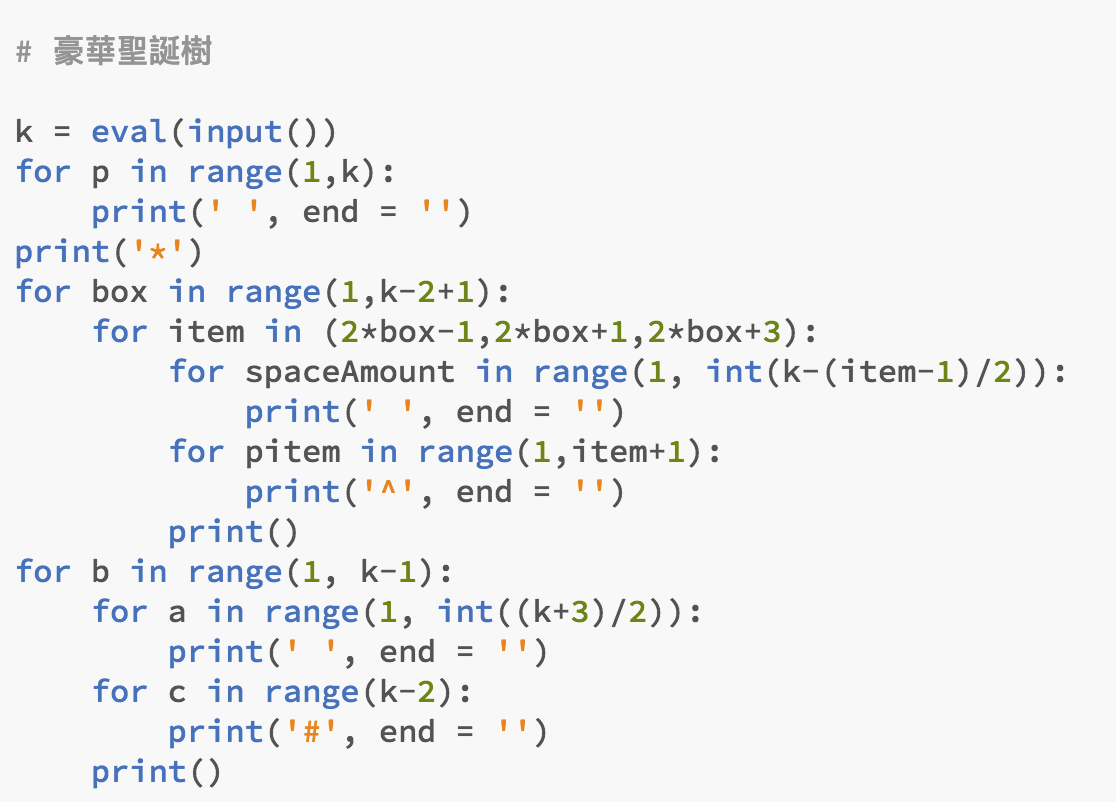 # 豪華聖誕樹

k = eval(input())
for p in range(1,k):
    print(' ', end = '')
print('*')
for box in range(1,k-2+1):
    for item in (2*box-1,2*box+1,2*box+3):
        for spaceAmount in range(1, int(k-(item-1)/2)):
            print(' ', end = '')
        for pitem in range(1,item+1):
            print('^', end = '')
        print()
for b in range(1, k-1):
    for a in range(1, int((k+3)/2)):
        print(' ', end = '')
    for c in range(k-2):
        print('#', end = '')
    print()